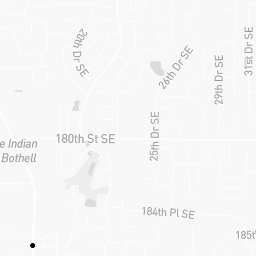 20th Dr SE
26th Dr SE
29th Dr SE
31st Dr SE
25th Dr SE
180th St SE
e Indian
Bothell
184th Pl SE
185t